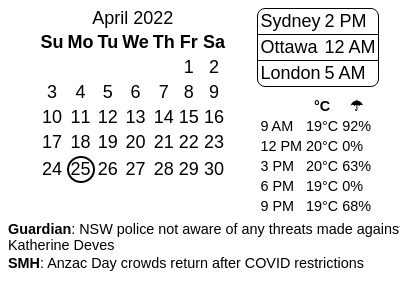 April 2022
Su Mo Tu We Th Fr Sa
1 2
3 4 5 6 7 8 9
10 11 12 13 14 15 16
17 18 19 20 21 22 23
24 25 26 27 28 29 30
Sydney 2 PM
Ottawa 12 AM
London 5 AM
°C ☂
9 AM 19°C 92%
12 PM 20°C 0%
3 PM 20°C 63%
6 PM 19°C 0%
9 PM 19°C 68%
Guardian: NSW police not aware of any threats made against
Katherine Deves
SMH: Anzac Day crowds return after COVID restrictions